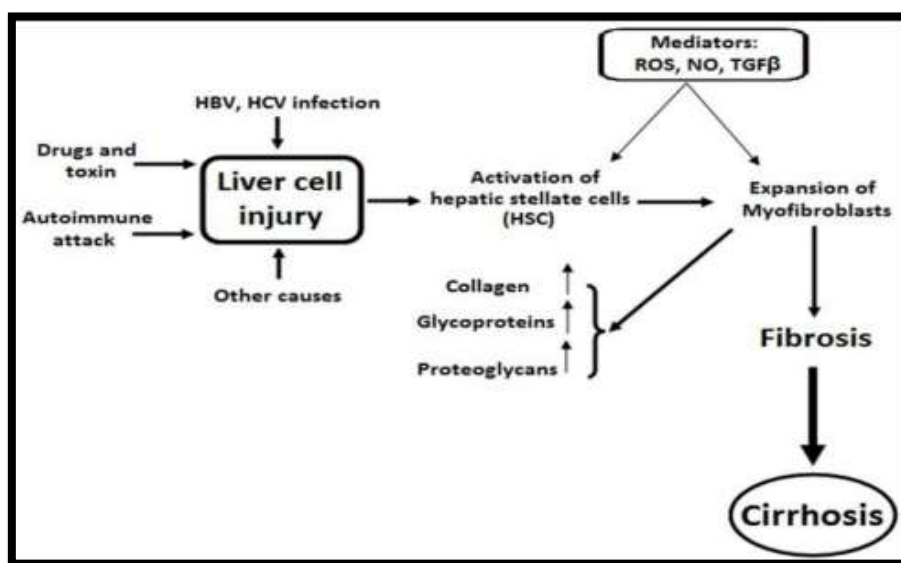 Mediators:
ROS, NO, TGFβ
HBV, HCV infection
Drugs and
toxin
Autoimmune
attack
Liver cell
injury
Other causes
Activation of
hepatic stellate cells
(HSC)
Expansion of
Myofibroblasts
Collagen
Glycoproteins
Proteoglycans
Fibrosis
Cirrhosis